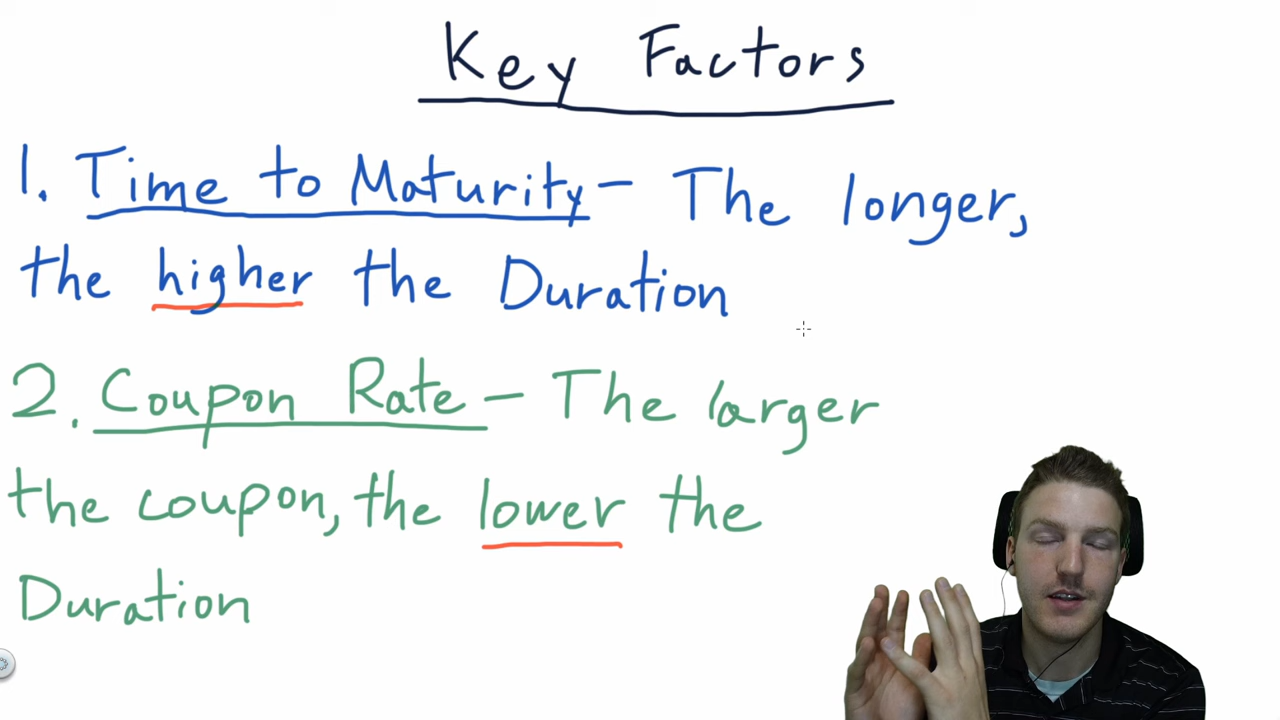 Key Factors
1. Time to Maturity - The longer,
the higher the Duration
2. Coupon Rate - The larger
the coupon, the lower the
Duration